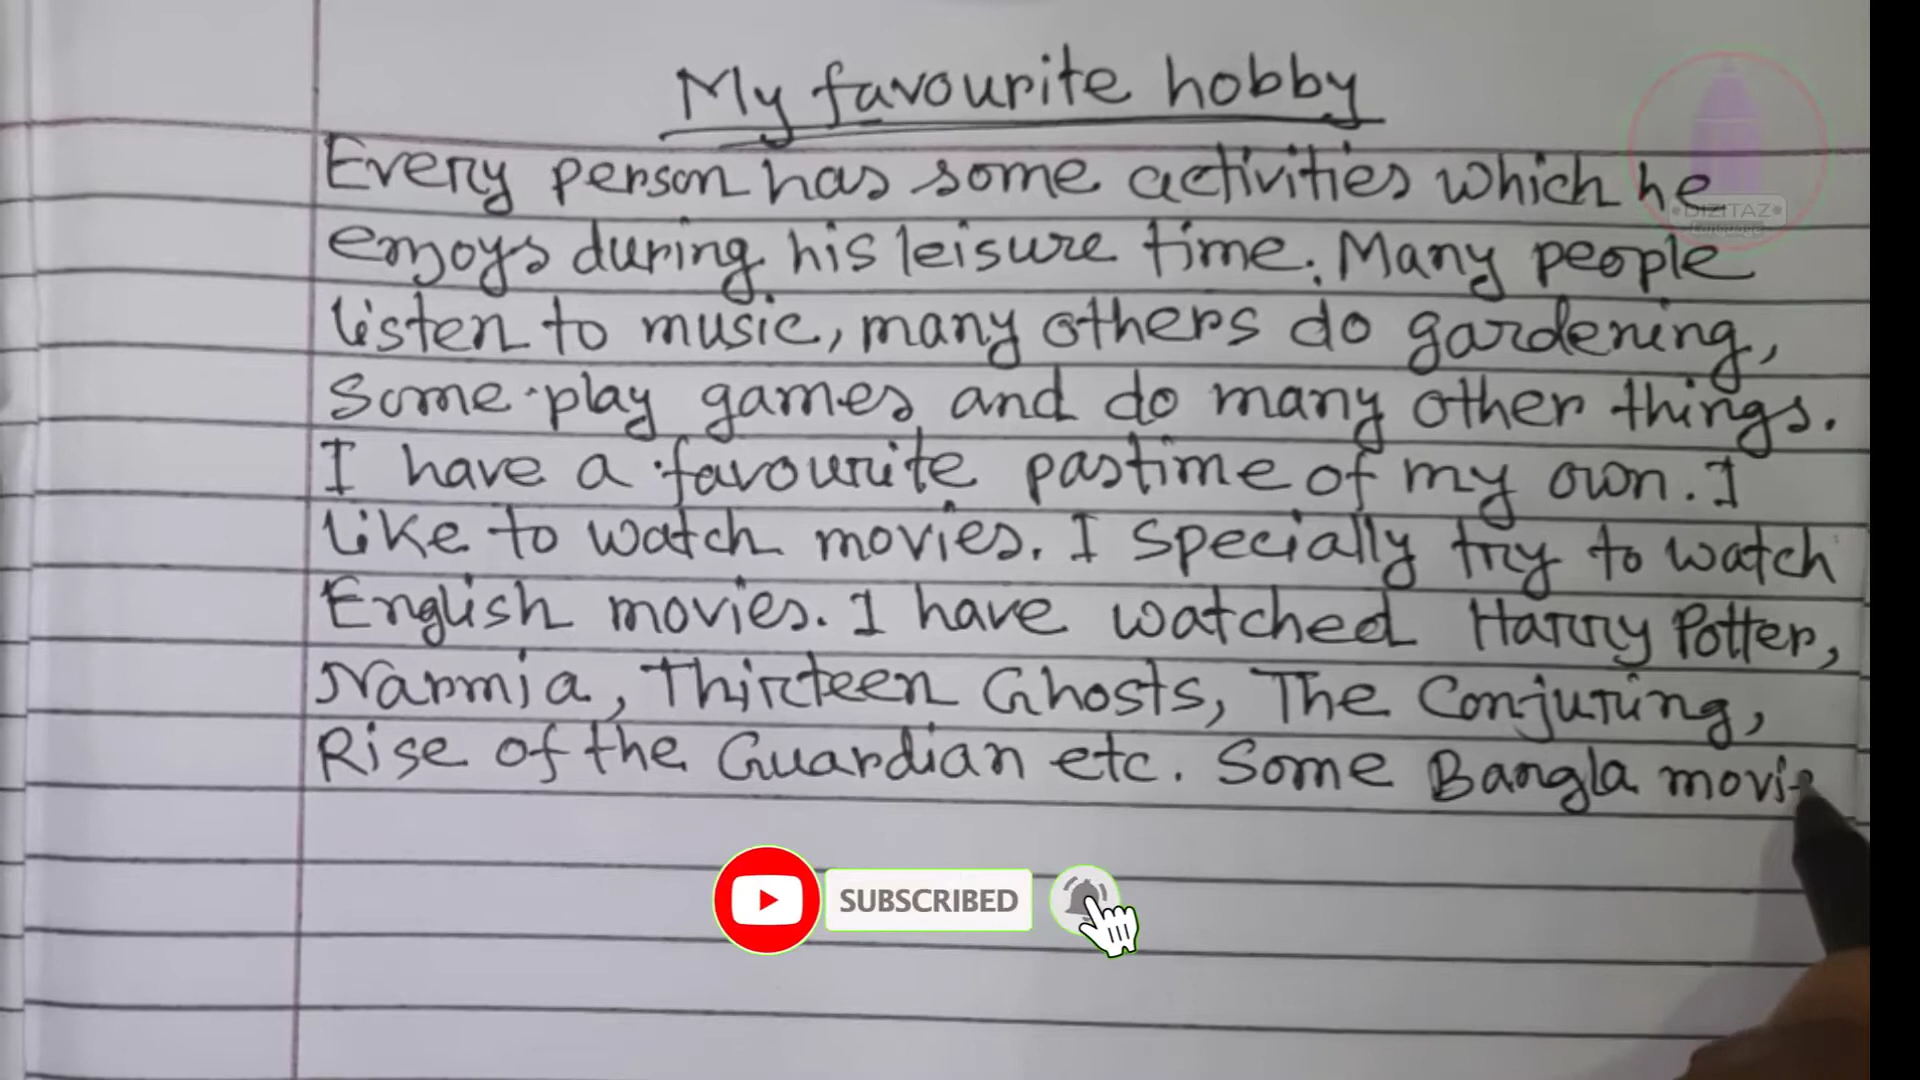 My favourite hobby
Every person has some activities which he
enjoys during his leisure time. Many people
listen to music, many others do gardening,
some play games and do many other things.
I have a favourite pastime of my own. I
like to watch movies. I specially try to watch
English movies. I have watched Harry Potter,
Narnia, Thirteen Ghosts, The Conjuring,
Rise of the Guardian etc. Some Bangla movi
DIZITAZ
Language
SUBSCRIBED